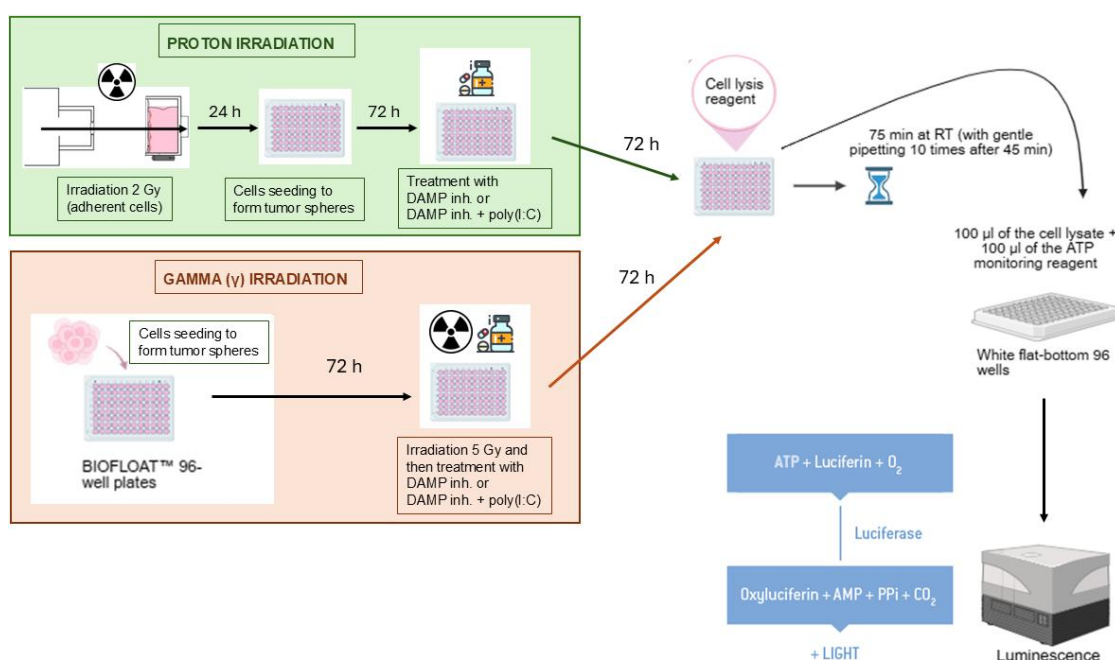 PROTON IRRADIATION
24 h
72 h
Irradiation 2 Gy
(adherent cells)
Cells seeding to
form tumor spheres
Treatment with
DAMP inh. or
DAMP inh. + poly(I:C)
72 h
Cell lysis
reagent
75 min at RT (with gentle
pipetting 10 times after 45 min)
100 µl of the cell lysate +
100 µl of the ATP
monitoring reagent
White flat-bottom 96
wells
GAMMA (γ) IRRADIATION
Cells seeding to
form tumor spheres
72 h
72 h
BIOFLOAT™ 96-
well plates
Irradiation 5 Gy and
then treatment with
DAMP inh. or
DAMP inh. + poly(I:C)
ATP + Luciferin + O₂
Luciferase
Oxyluciferin + AMP + PPi + CO₂
+ LIGHT
Luminescence